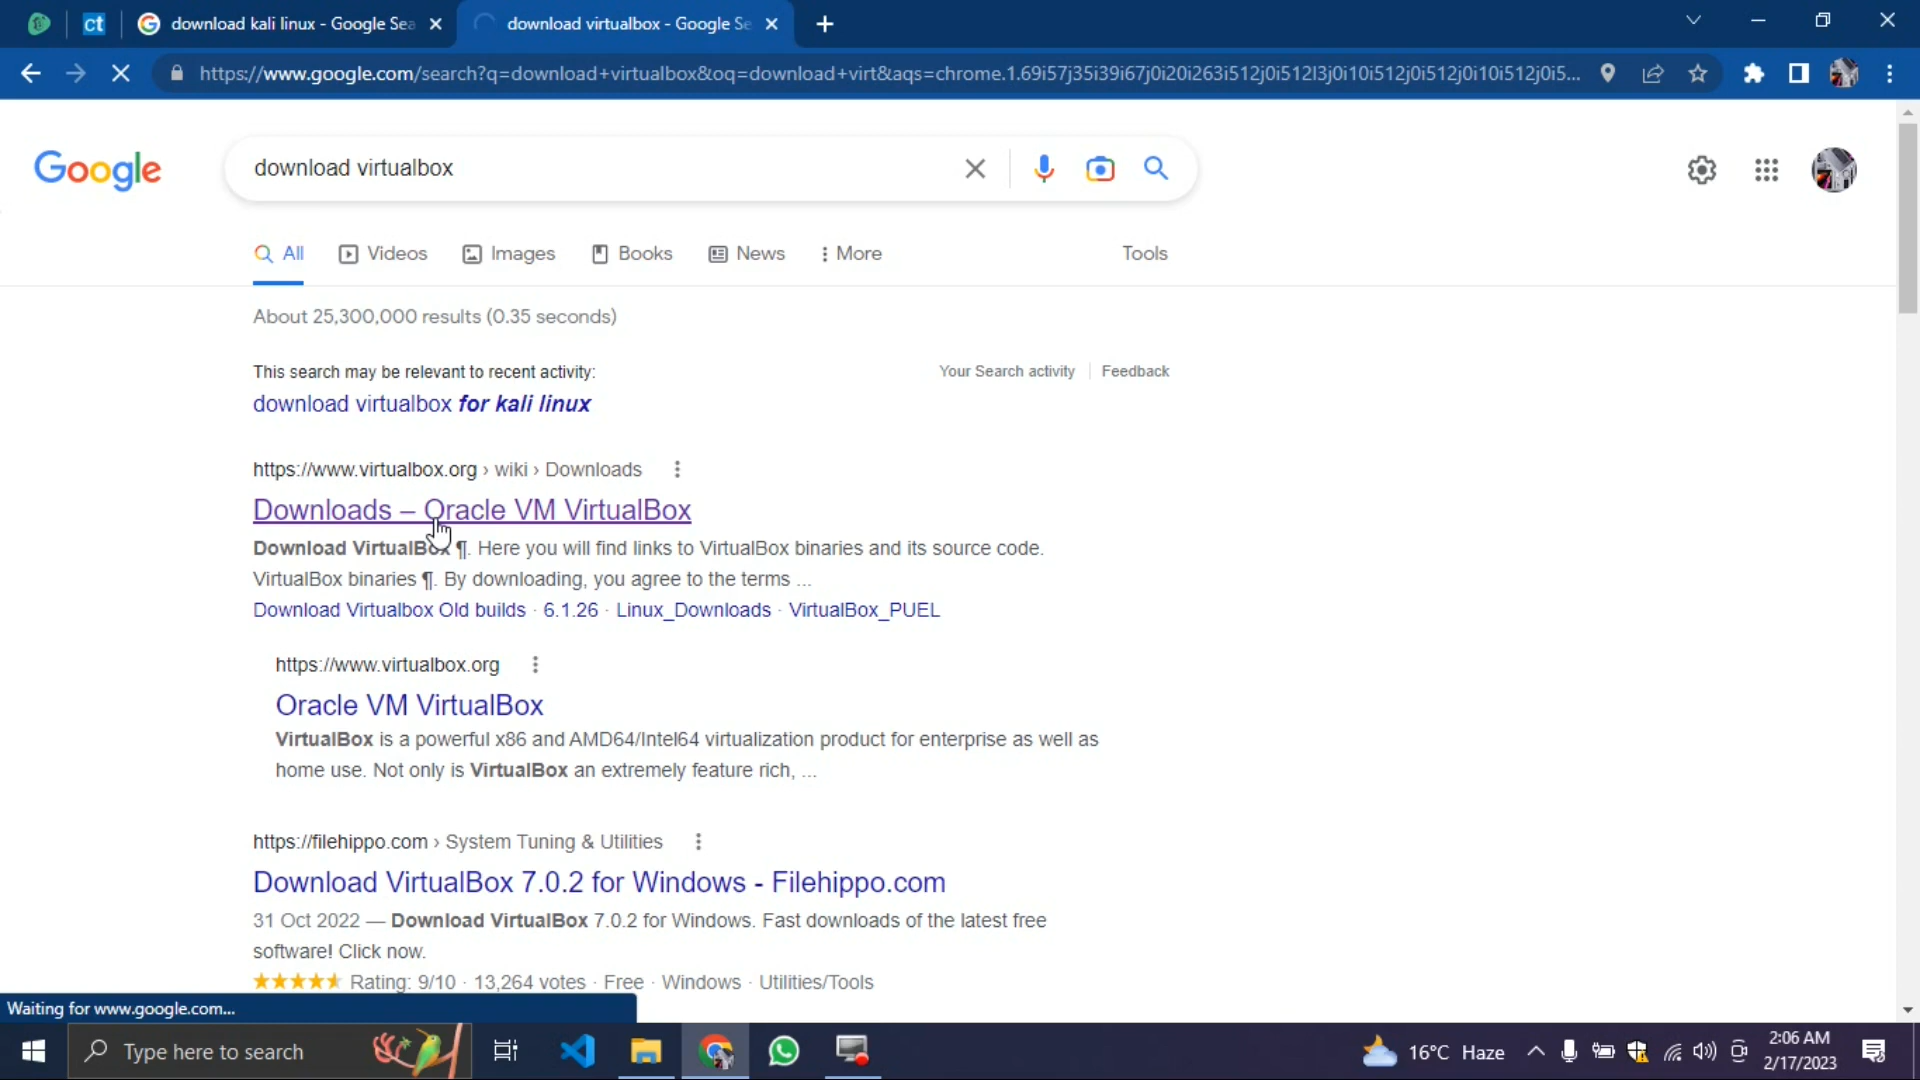 download kali linux - Google Sea
download virtualbox - Google Se
https://www.google.com/search?q=download+virtualbox&oq=download+virt&aqs=chrome.1.69i57j35i39i67j0i20i263i512j0i512l3j0i10i512j0i512j0i10i512j0i5...
Google
download virtualbox
All
Videos
Images
Books
News
More
Tools
About 25,300,000 results (0.35 seconds)
This search may be relevant to recent activity:
Your Search activity
Feedback
download virtualbox for kali linux
https://www.virtualbox.org › wiki › Downloads
Downloads – Oracle VM VirtualBox
Download VirtualBox ¶. Here you will find links to VirtualBox binaries and its source code.
VirtualBox binaries ¶. By downloading, you agree to the terms ...
Download Virtualbox Old builds · 6.1.26 · Linux_Downloads · VirtualBox_PUEL
https://www.virtualbox.org
Oracle VM VirtualBox
VirtualBox is a powerful x86 and AMD64/Intel64 virtualization product for enterprise as well as
home use. Not only is VirtualBox an extremely feature rich, ...
https://filehippo.com › System Tuning & Utilities
Download VirtualBox 7.0.2 for Windows - Filehippo.com
31 Oct 2022 — Download VirtualBox 7.0.2 for Windows. Fast downloads of the latest free
software! Click now.
Rating: 9/10 · 13,264 votes · Free · Windows · Utilities/Tools
Waiting for www.google.com...
Type here to search
16°C Haze
2:06 AM
2/17/2023
ct